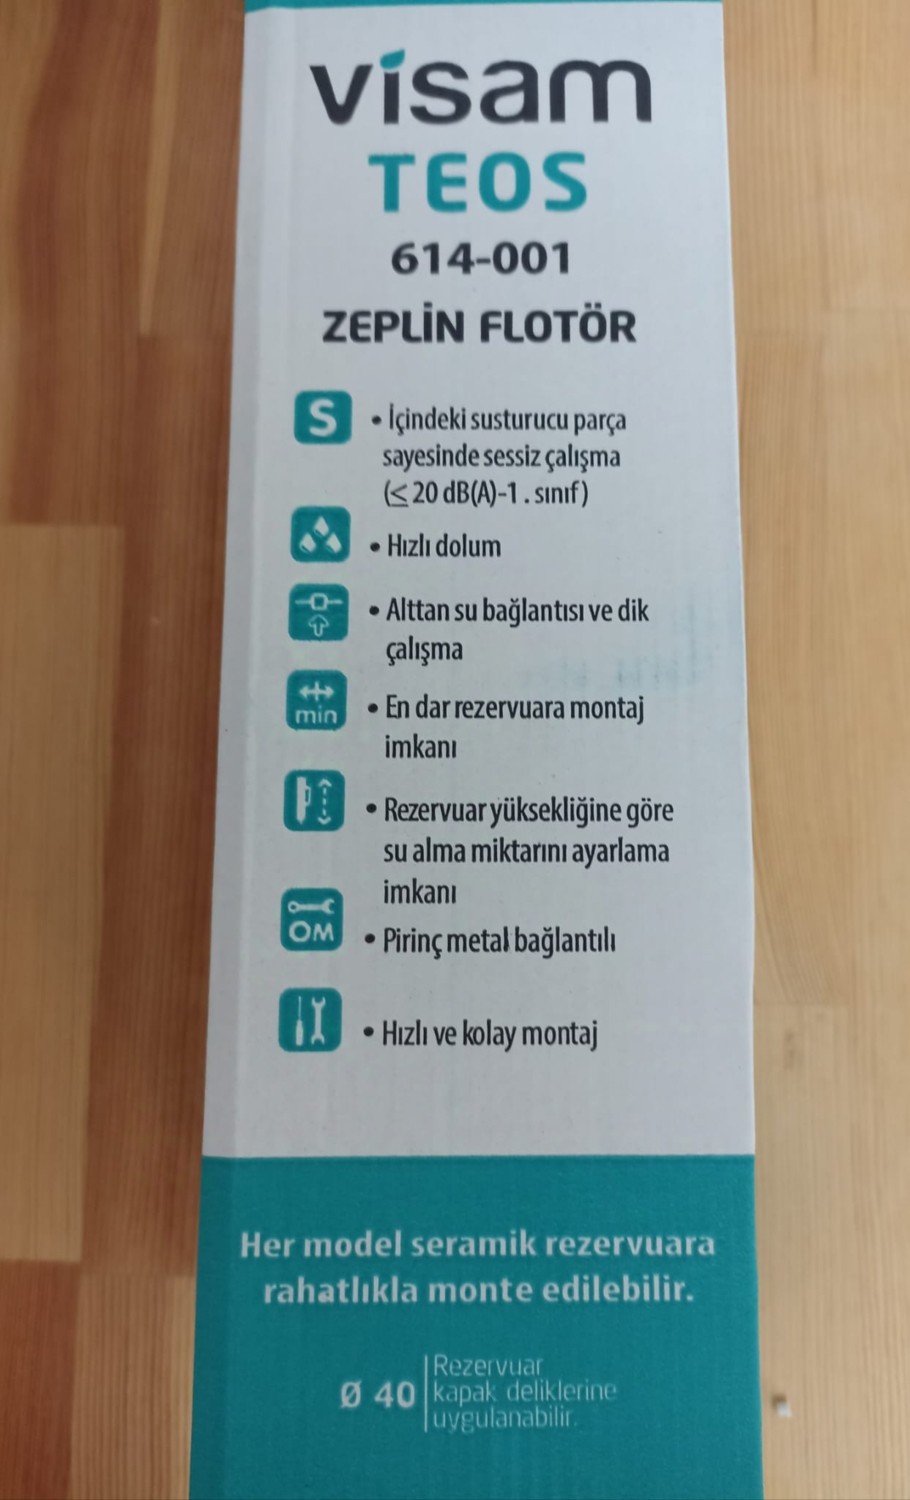 visam
TEOS
614-001
ZEPLİN FLOTÖR
S
• İçindeki susturucu parça
sayesinde sessiz çalışma
(≤ 20 dB(A)-1 . sınıf)
• Hızlı dolum
• Alttan su bağlantısı ve dik
çalışma
min
• En dar rezervuara montaj
imkanı
• Rezervuar yüksekliğine göre
su alma miktarını ayarlama
imkanı
OM
• Pirinç metal bağlantılı
• Hızlı ve kolay montaj
Her model seramik rezervuara
rahatlıkla monte edilebilir.
Ø 40
Rezervuar
kapak deliklerine
uygulanabilir.